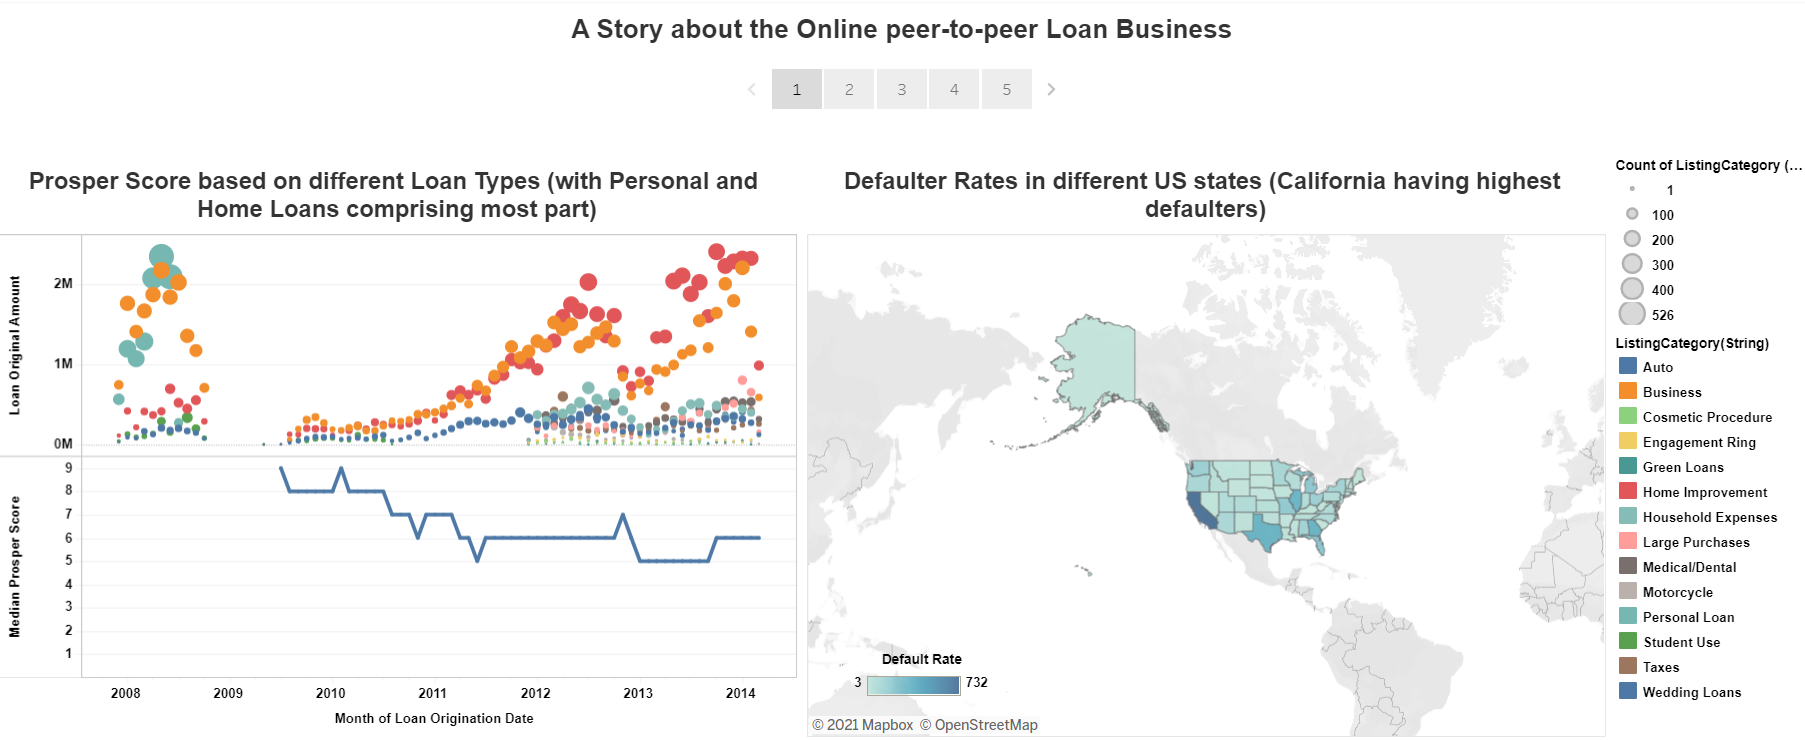 A Story about the Online peer-to-peer Loan Business
1
2
3
4
5
Prosper Score based on different Loan Types (with Personal and
Home Loans comprising most part)
Loan Original Amount
2M
1M
0M
Median Prosper Score
9
8
7
6
5
4
3
2
1
2008
2009
2010
2011
2012
2013
2014
Month of Loan Origination Date
Defaulter Rates in different US states (California having highest
defaulters)
Default Rate
3
732
© 2021 Mapbox © OpenStreetMap
Count of ListingCategory (...
1
100
200
300
400
526
ListingCategory(String)
Auto
Business
Cosmetic Procedure
Engagement Ring
Green Loans
Home Improvement
Household Expenses
Large Purchases
Medical/Dental
Motorcycle
Personal Loan
Student Use
Taxes
Wedding Loans